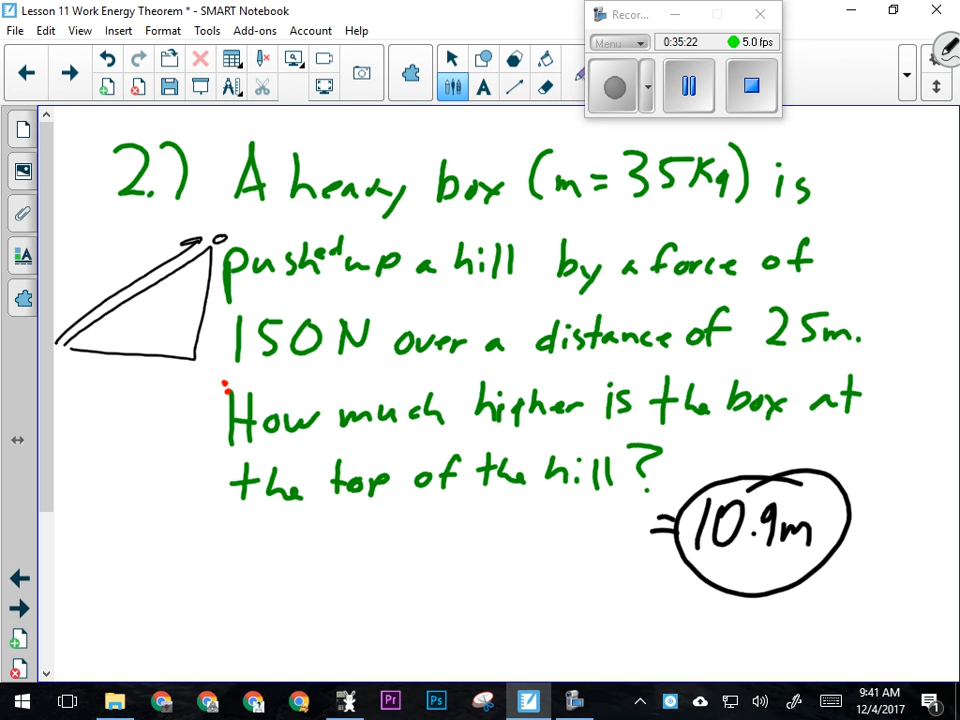 Lesson 11 Work Energy Theorem * - SMART Notebook
Recor...
File Edit View Insert Format Tools Add-ons Account Help
Menu 0:35:22 5.0 fps
2.) A heavy box (m = 35Kg) is
pushed up a hill by a force of
150N over a distance of 25m.
How much higher is the box at
the top of the hill?
= 10.9m
9:41 AM
12/4/2017